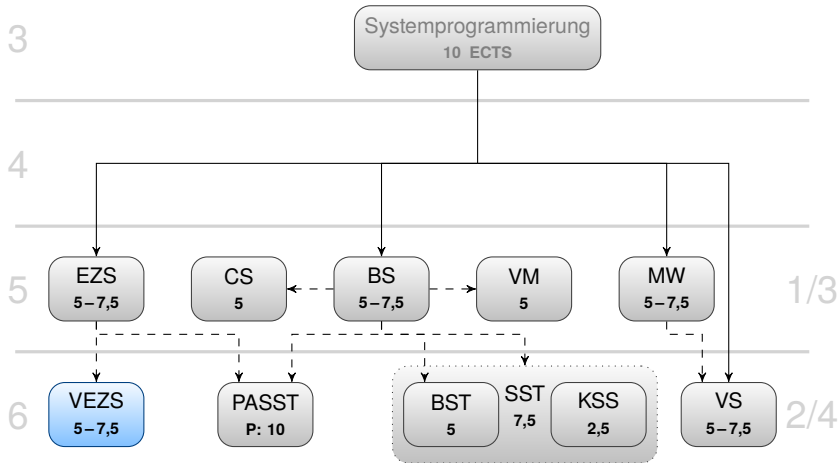 3
Systemprogrammierung
10 ECTS
4
5
EZS
5–7,5
CS
5
BS
5–7,5
VM
5
MW
5–7,5
1/3
6
VEZS
5–7,5
PASST
P: 10
BST
5
SST
7,5
KSS
2,5
VS
5–7,5
2/4